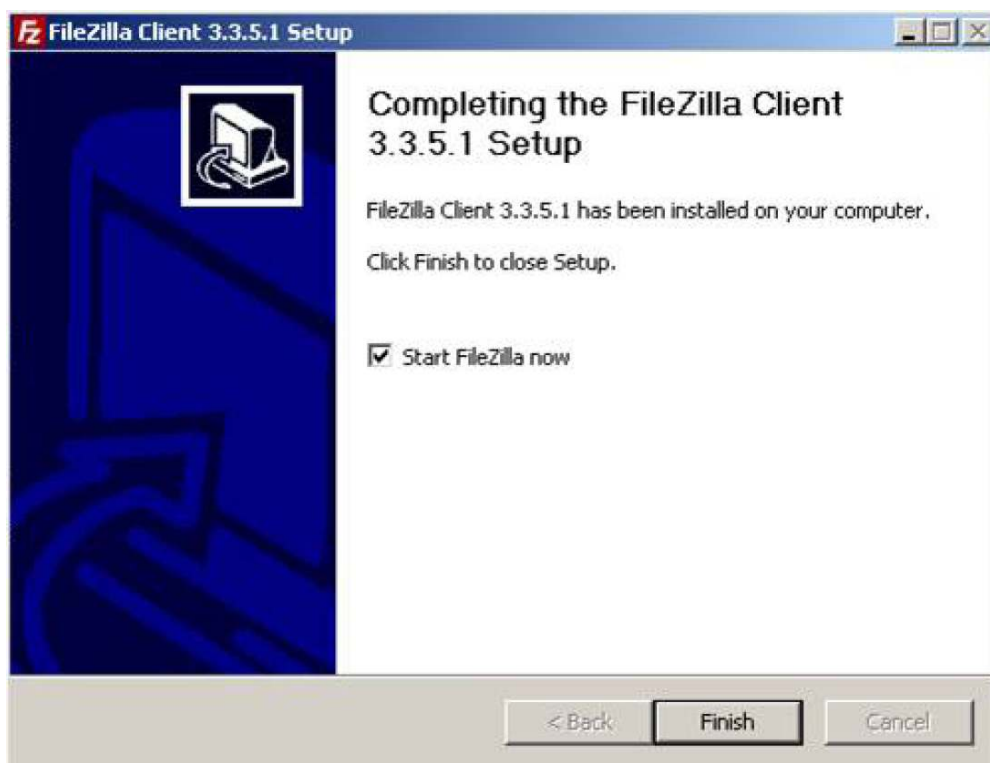 FileZilla Client 3.3.5.1 Setup
Completing the FileZilla Client
3.3.5.1 Setup
FileZilla Client 3.3.5.1 has been installed on your computer.
Click Finish to close Setup.
Start FileZilla now
< Back Finish Cancel